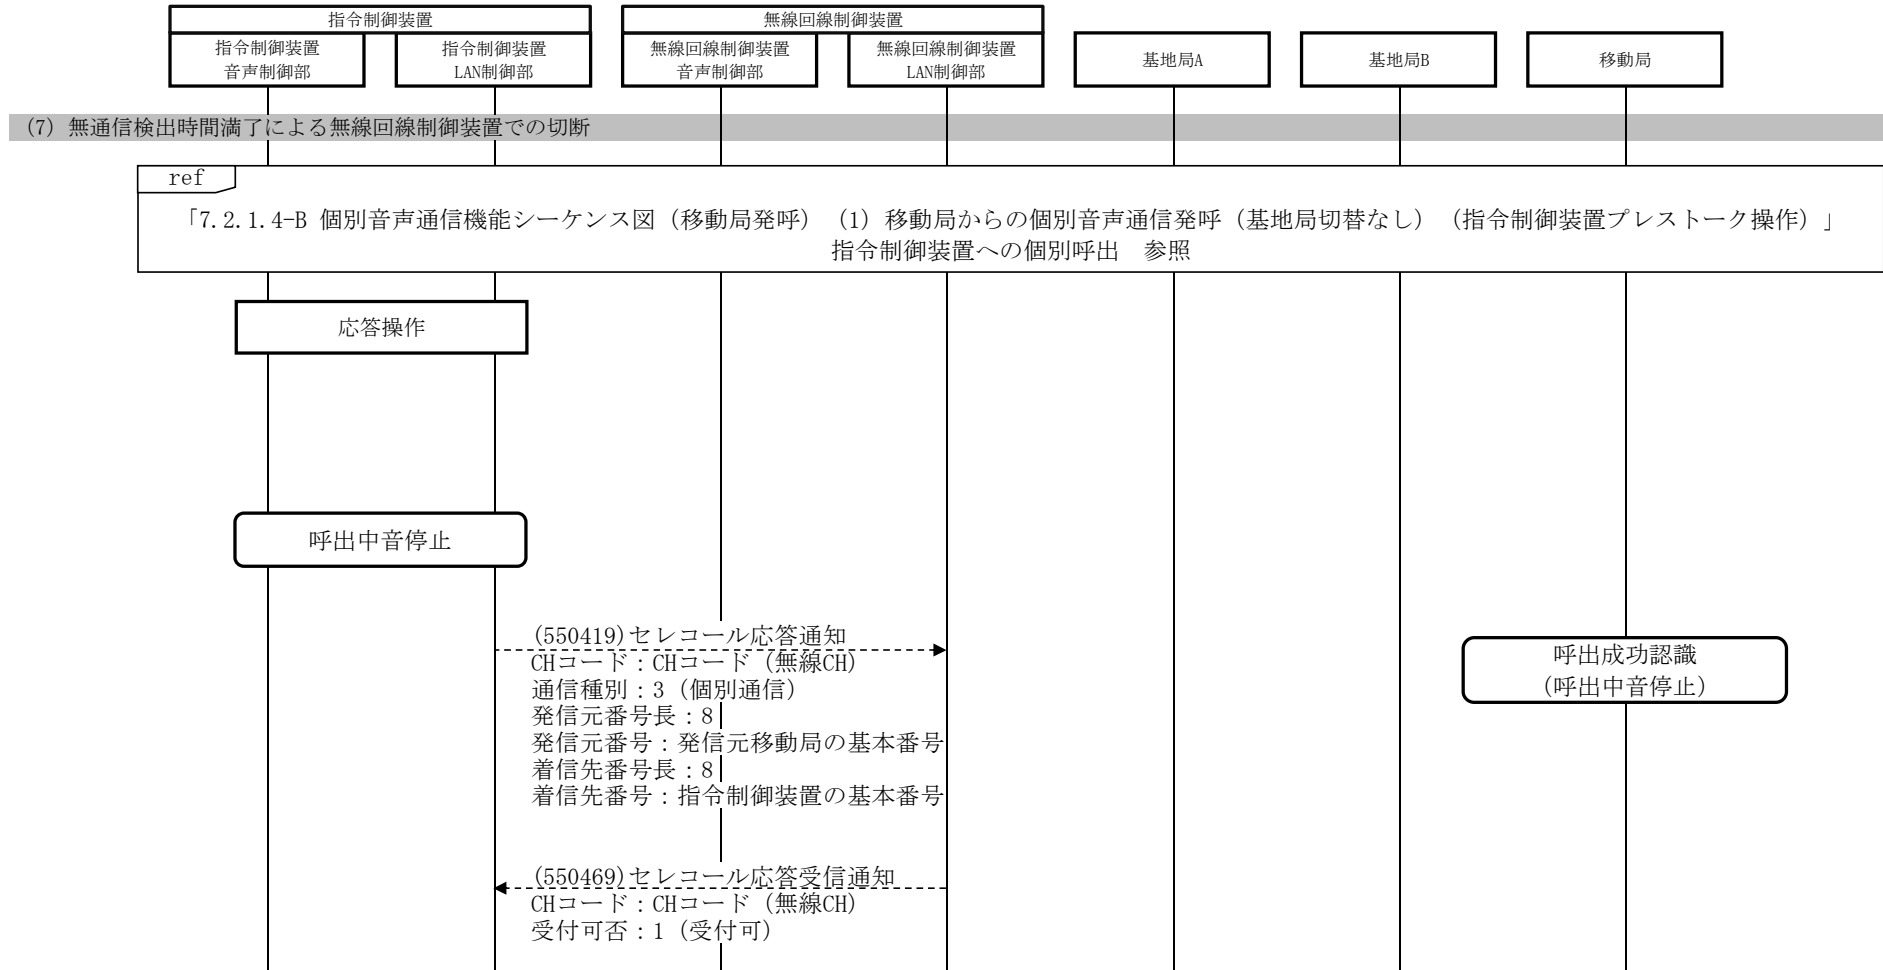 指令制御装置
無線回線制御装置
指令制御装置
音声制御部
指令制御装置
LAN制御部
無線回線制御装置
音声制御部
無線回線制御装置
LAN制御部
基地局A
基地局B
移動局
(7) 無通信検出時間満了による無線回線制御装置での切断
ref
「7.2.1.4-B 個別音声通信機能シーケンス図（移動局発呼）（1）移動局からの個別音声通信発呼（基地局切替なし）（指令制御装置プレストーク操作）」
指令制御装置への個別呼出　参照
応答操作
呼出中音停止
(550419)セレコール応答通知
CHコード：CHコード（無線CH）
通信種別：3（個別通信）
発信元番号長：8
発信元番号：発信元移動局の基本番号
着信先番号長：8
着信先番号：指令制御装置の基本番号
呼出成功認識
（呼出中音停止）
(550469)セレコール応答受信通知
CHコード：CHコード（無線CH）
受付可否：1（受付可）